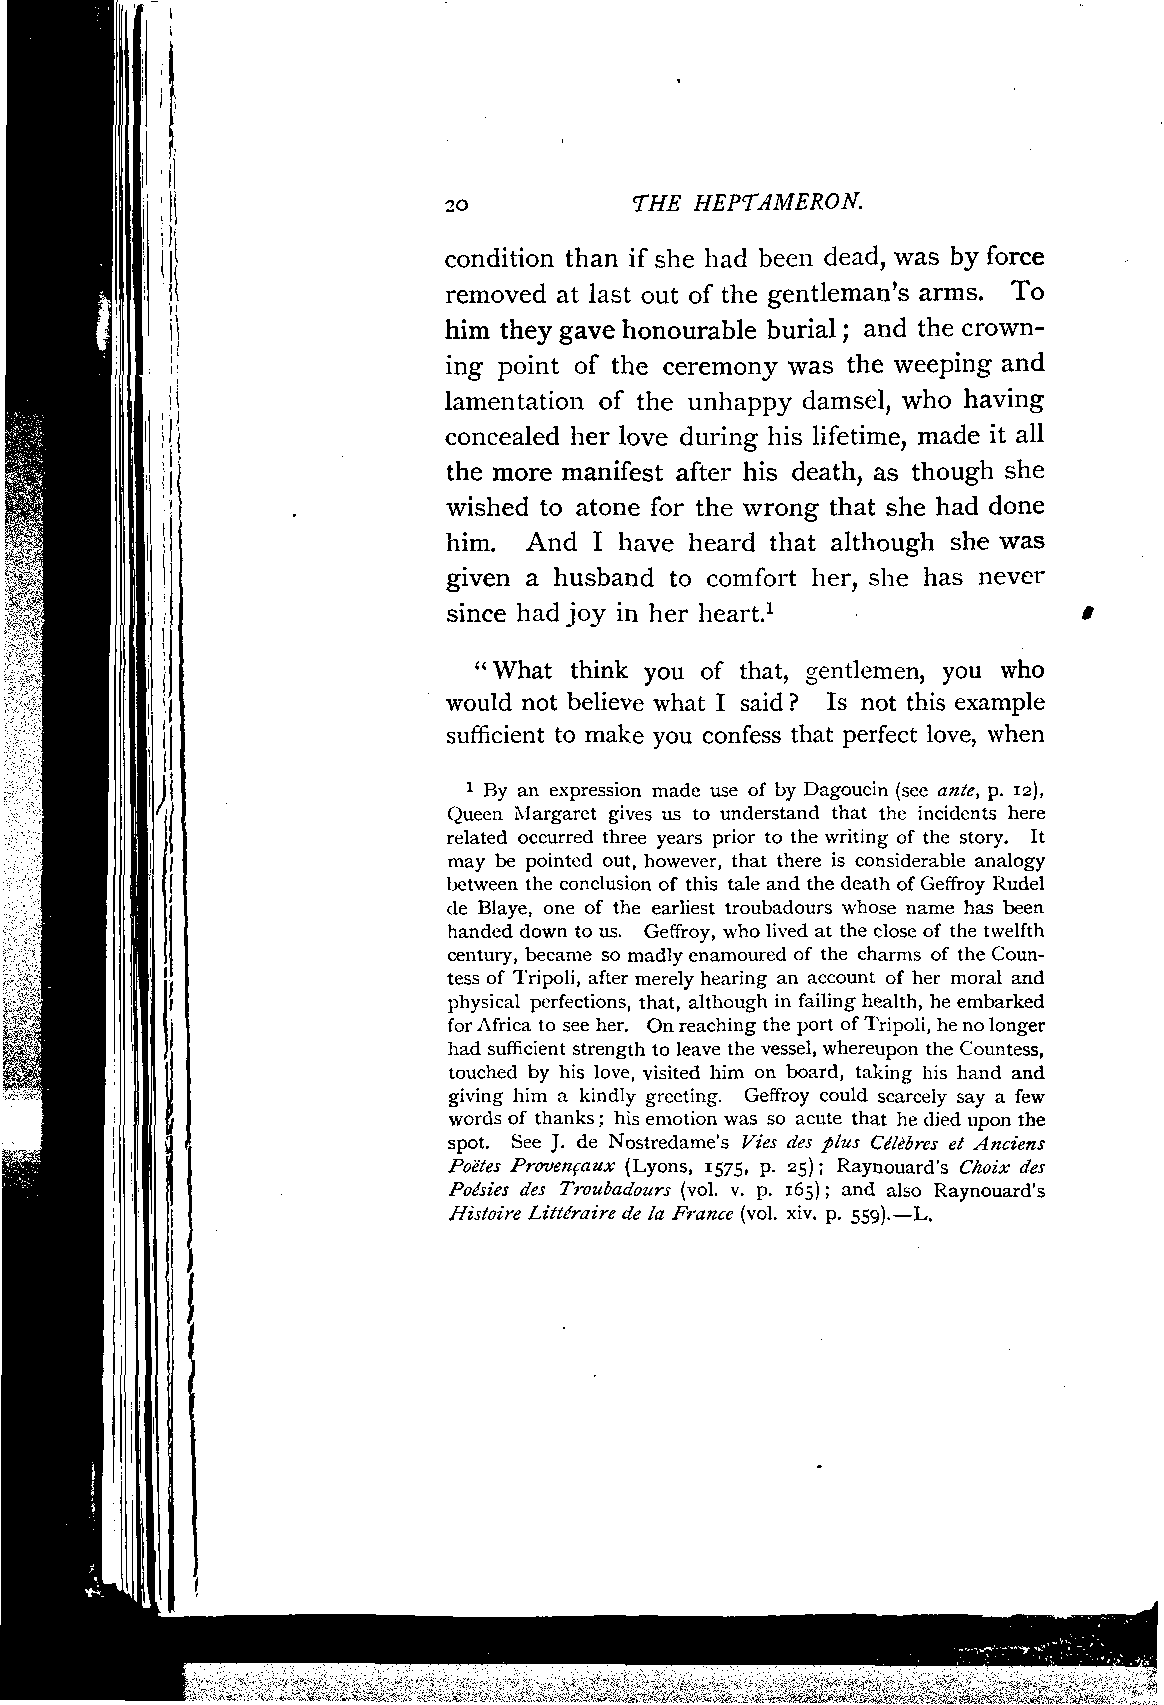 20 THE HEPTAMERON.
condition than if she had been dead, was by force
removed at last out of the gentleman's arms. To
him they gave honourable burial; and the crown-
ing point of the ceremony was the weeping and
lamentation of the unhappy damsel, who having
concealed her love during his lifetime, made it all
the more manifest after his death, as though she
wished to atone for the wrong that she had done
him. And I have heard that although she was
given a husband to comfort her, she has never
since had joy in her heart.¹
“What think you of that, gentlemen, you who
would not believe what I said? Is not this example
sufficient to make you confess that perfect love, when
¹ By an expression made use of by Dagoucin (see ante, p. 12),
Queen Margaret gives us to understand that the incidents here
related occurred three years prior to the writing of the story. It
may be pointed out, however, that there is considerable analogy
between the conclusion of this tale and the death of Geffroy Rudel
de Blaye, one of the earliest troubadours whose name has been
handed down to us. Geffroy, who lived at the close of the twelfth
century, became so madly enamoured of the charms of the Coun-
tess of Tripoli, after merely hearing an account of her moral and
physical perfections, that, although in failing health, he embarked
for Africa to see her. On reaching the port of Tripoli, he no longer
had sufficient strength to leave the vessel, whereupon the Countess,
touched by his love, visited him on board, taking his hand and
giving him a kindly greeting. Geffroy could scarcely say a few
words of thanks; his emotion was so acute that he died upon the
spot. See J. de Nostredame's Vies des plus Célèbres et Anciens
Poëtes Provençaux (Lyons, 1575, p. 25); Raynouard's Choix des
Poésies des Troubadours (vol. v. p. 165); and also Raynouard's
Histoire Littéraire de la France (vol. xiv. p. 559).—L.